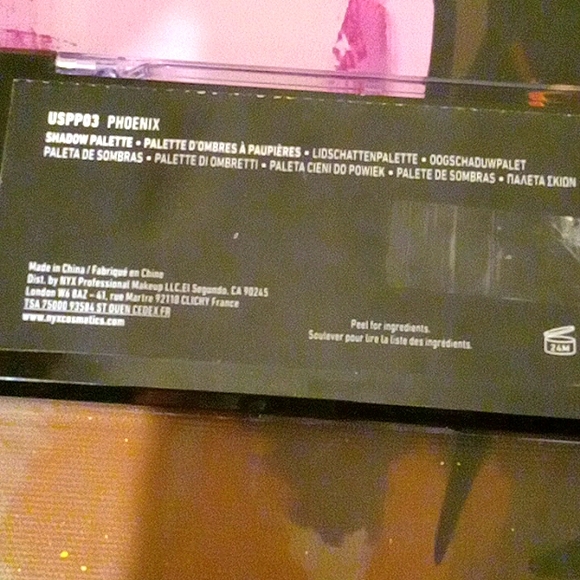 USPP03 PHOENIX
SHADOW PALETTE • PALETTE D'OMBRES À PAUPIÈRES • LIDSCHATTENPALETTE • OOGSCHADUWPALET
PALETA DE SOMBRAS • PALETTE DI OMBRETTI • PALETA CIENI DO POWIEK • PALETE DE SOMBRAS • ΠΑΛΕΤΑ ΣΚΙΩΝ
Made in China / Fabriqué en Chine
Dist. by NYX Professional Makeup LLC.El Segundo, CA 90245
London W6 8AZ - 41, rue Martre 92110 CLICHY France
TSA 75000 93584 ST OUEN CEDEX FR
www.nyxcosmetics.com
Peel for ingredients.
Soulever pour lire la liste des ingrédients.
24M